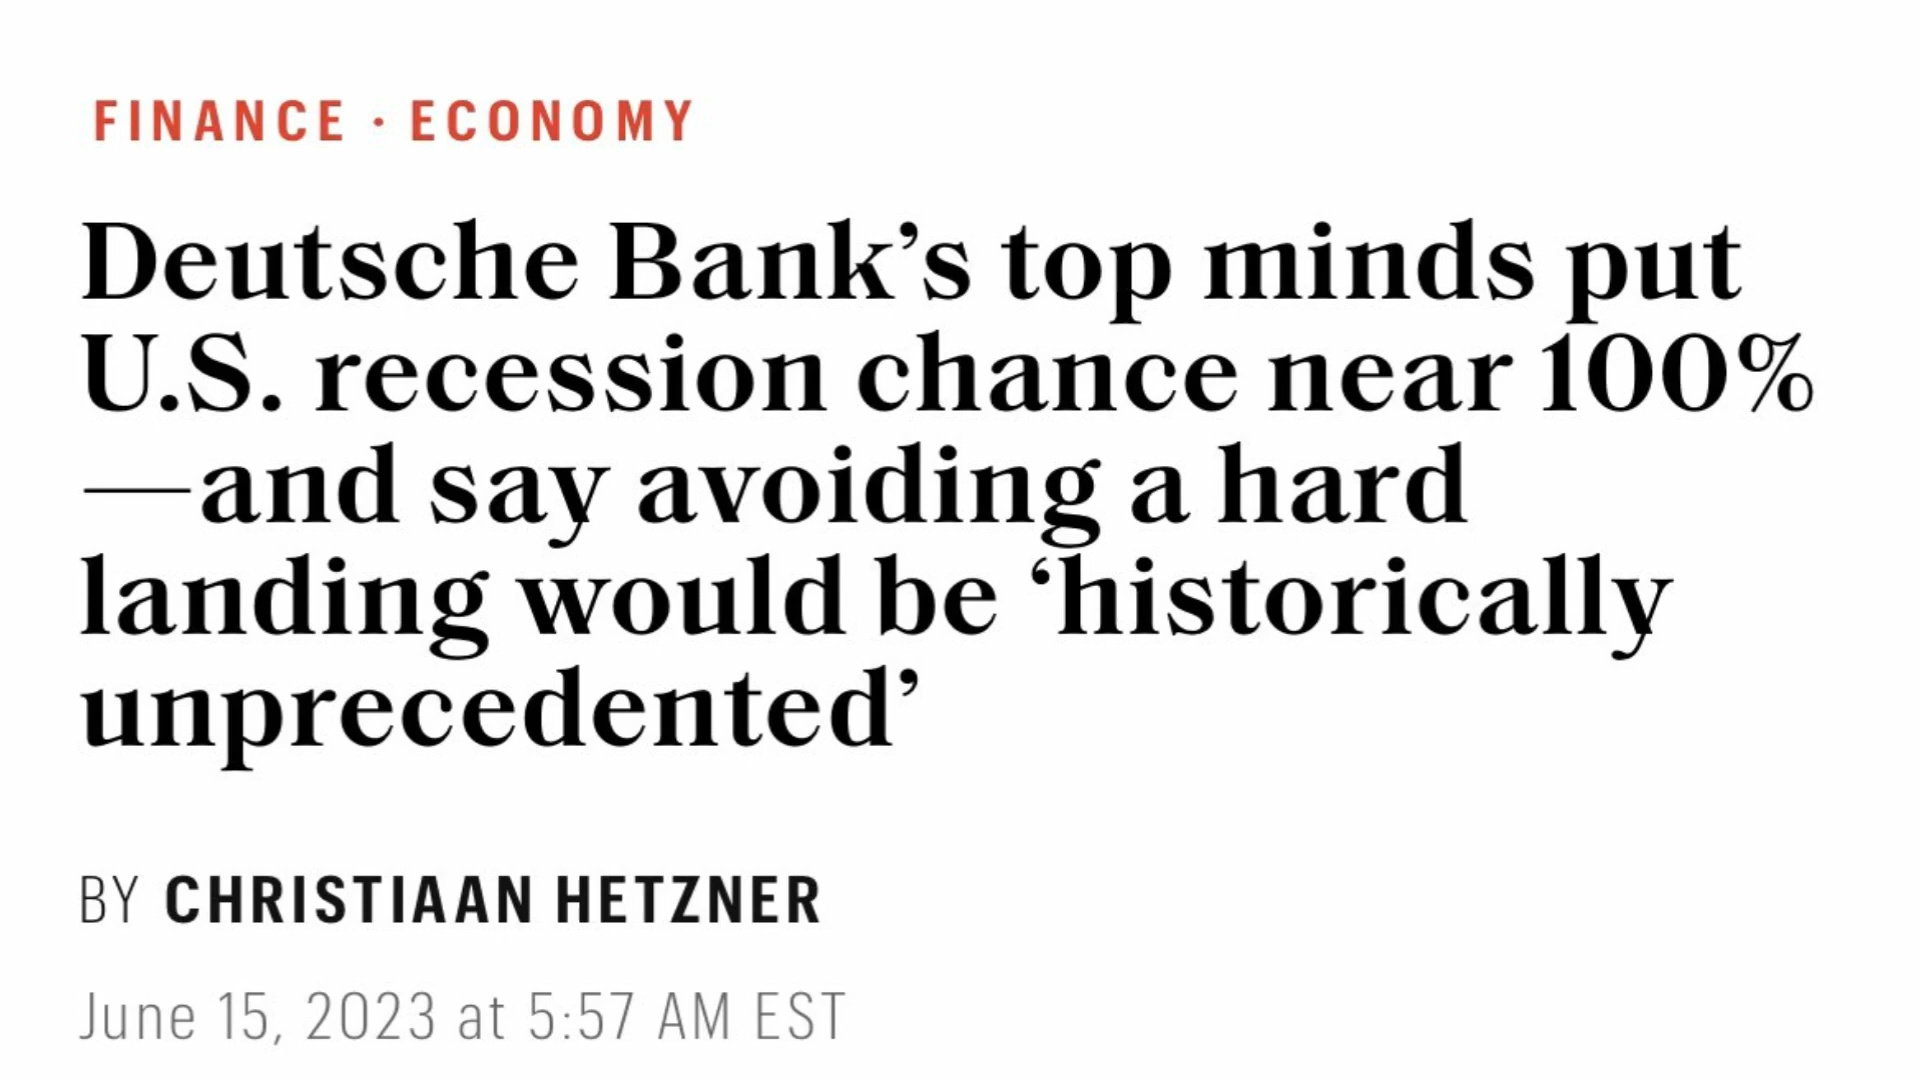 FINANCE · ECONOMY
Deutsche Bank’s top minds put
U.S. recession chance near 100%
—and say avoiding a hard
landing would be ‘historically
unprecedented’
BY CHRISTIAAN HETZNER
June 15, 2023 at 5:57 AM EST